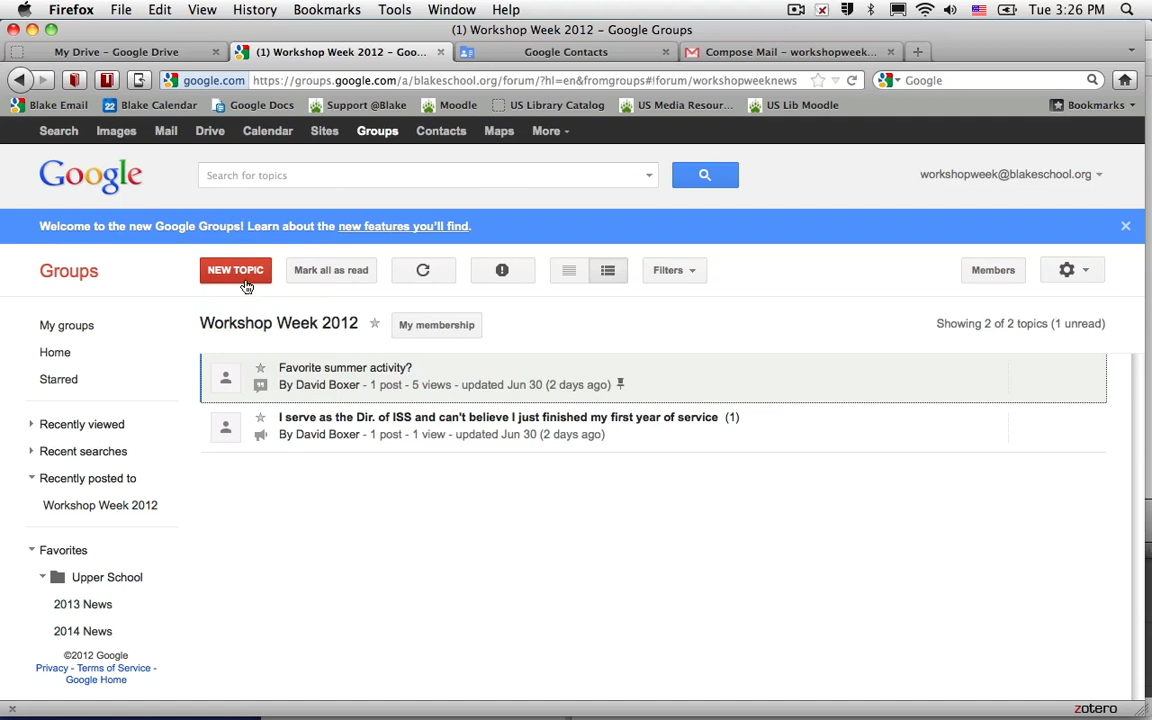 Firefox File Edit View History Bookmarks Tools Window Help Tue 3:26 PM
(1) Workshop Week 2012 – Google Groups
My Drive – Google Drive × (1) Workshop Week 2012 – Goo... × Google Contacts × Compose Mail – workshopweek... × +
google.com https://groups.google.com/a/blakeschool.org/forum/?hl=en&fromgroups#!forum/workshopweeknews Google
Blake Email Blake Calendar Google Docs Support @Blake Moodle US Library Catalog US Media Resour... US Lib Moodle Bookmarks
Search Images Mail Drive Calendar Sites Groups Contacts Maps More
Google Search for topics workshopweek@blakeschool.org
Welcome to the new Google Groups! Learn about the new features you'll find. ×
Groups NEW TOPIC Mark all as read Filters Members
My groups
Home
Starred
Recently viewed
Recent searches
Recently posted to
Workshop Week 2012
Favorites
Upper School
2013 News
2014 News
©2012 Google
Privacy - Terms of Service -
Google Home
Workshop Week 2012 My membership Showing 2 of 2 topics (1 unread)
Favorite summer activity?
By David Boxer - 1 post - 5 views - updated Jun 30 (2 days ago)
I serve as the Dir. of ISS and can't believe I just finished my first year of service (1)
By David Boxer - 1 post - 1 view - updated Jun 30 (2 days ago)
× zotero